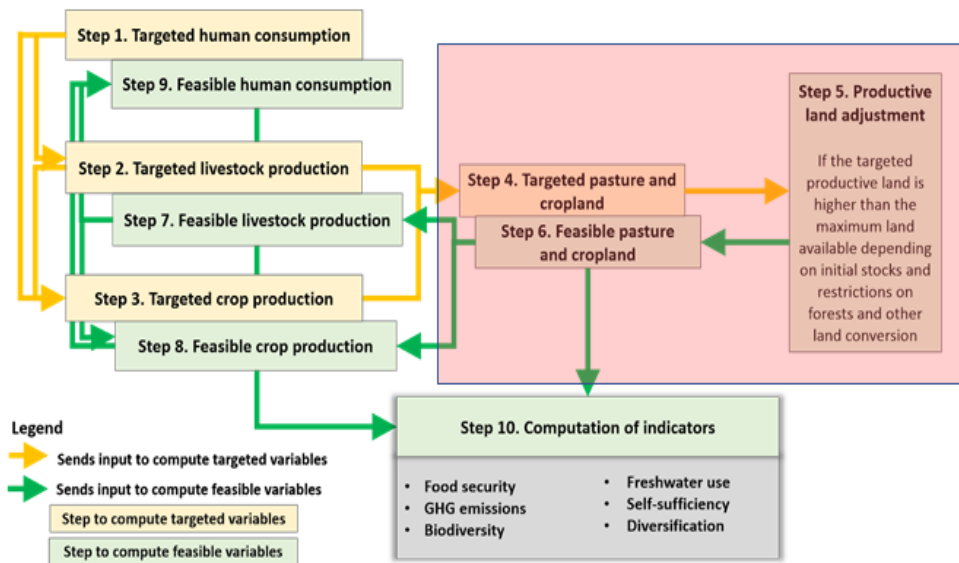 Step 1. Targeted human consumption
Step 9. Feasible human consumption
Step 2. Targeted livestock production
Step 7. Feasible livestock production
Step 3. Targeted crop production
Step 8. Feasible crop production
Step 4. Targeted pasture and
cropland
Step 6. Feasible pasture
and cropland
Step 5. Productive
land adjustment
If the targeted
productive land is
higher than the
maximum land
available depending
on initial stocks and
restrictions on
forests and other
land conversion
Step 10. Computation of indicators
• Food security
• GHG emissions
• Biodiversity
• Freshwater use
• Self-sufficiency
• Diversification
Legend
Sends input to compute targeted variables
Sends input to compute feasible variables
Step to compute targeted variables
Step to compute feasible variables